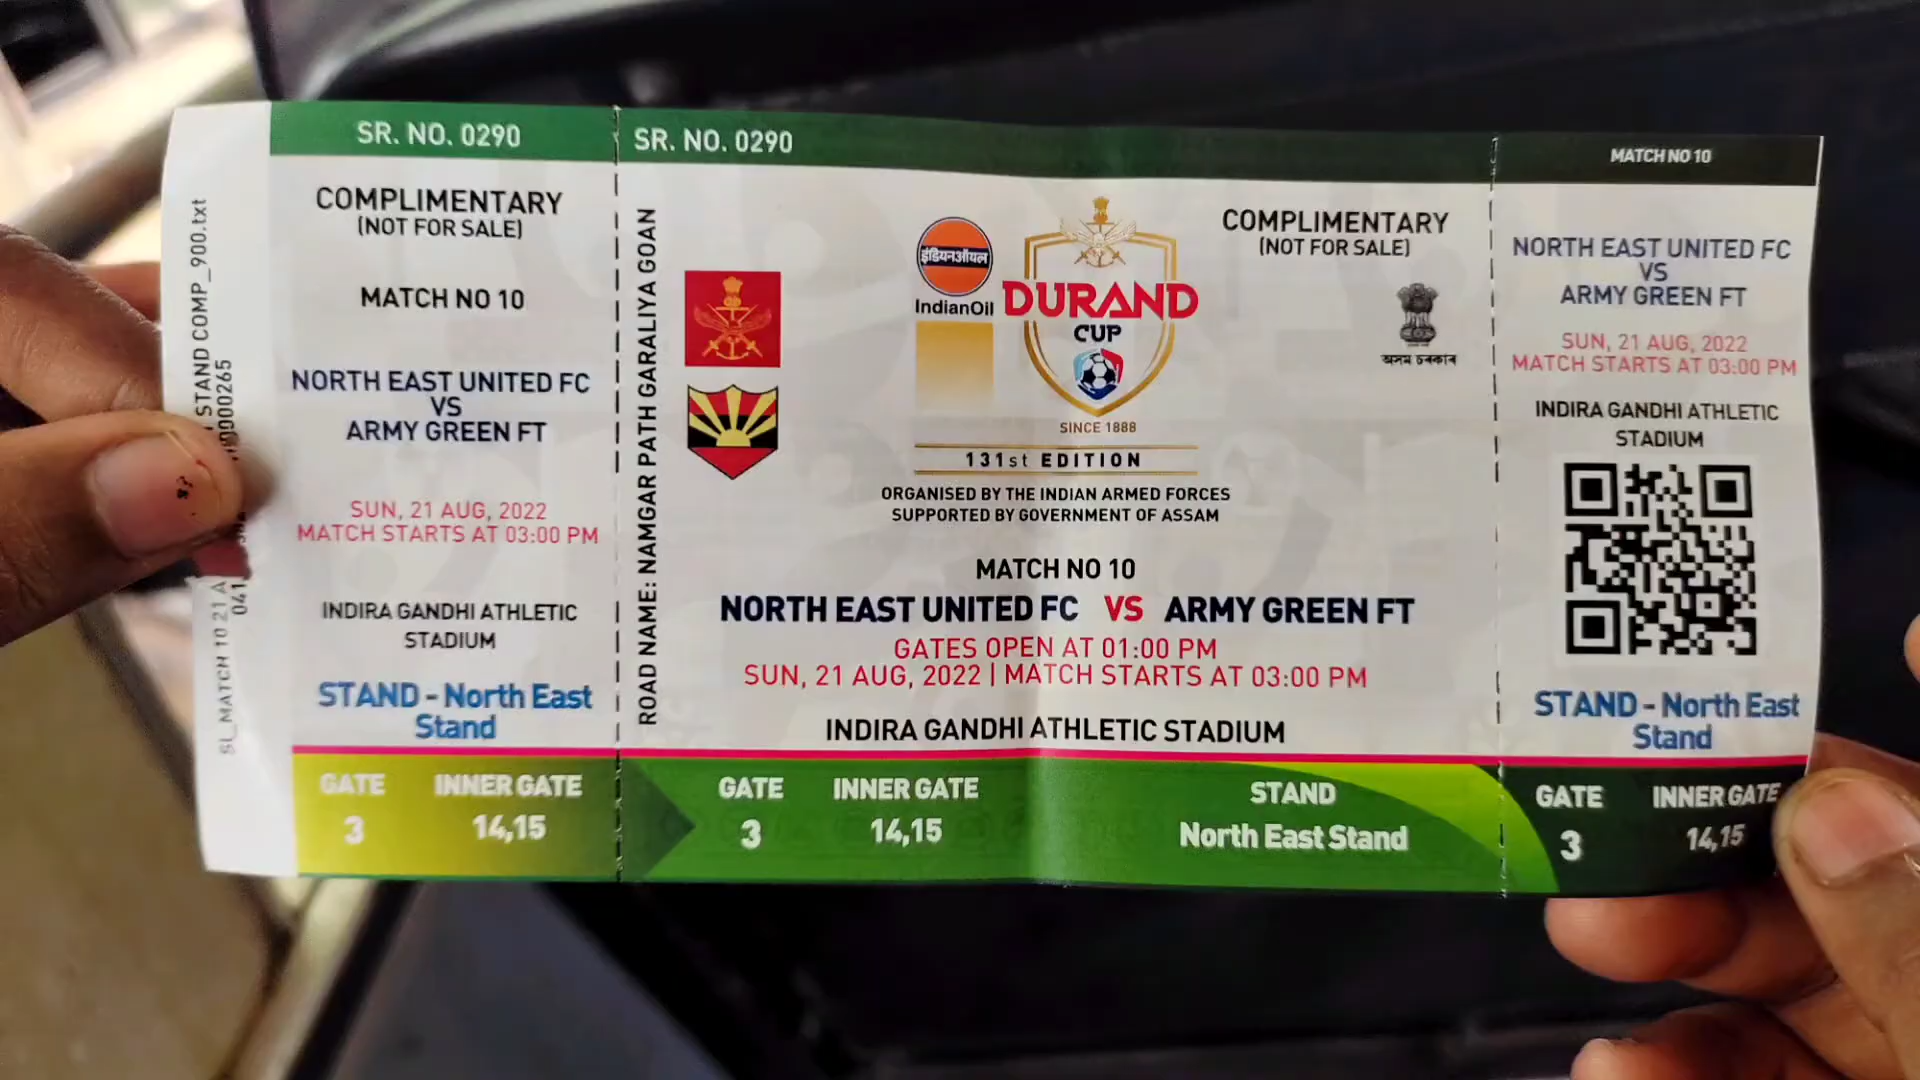 SR. NO. 0290
COMPLIMENTARY
(NOT FOR SALE)
MATCH NO 10
NORTH EAST UNITED FC
VS
ARMY GREEN FT
SUN, 21 AUG, 2022
MATCH STARTS AT 03:00 PM
INDIRA GANDHI ATHLETIC
STADIUM
STAND - North East
Stand
GATE INNER GATE
3 14,15
STAND COMP_900.txt
SL_MATCH 10 21 A
SR. NO. 0290
ROAD NAME: NAMGAR PATH GARALIYA GOAN
इंडियनऑयल
IndianOil
DURAND
CUP
SINCE 1888
131st EDITION
COMPLIMENTARY
(NOT FOR SALE)
অসম চৰকাৰ
ORGANISED BY THE INDIAN ARMED FORCES
SUPPORTED BY GOVERNMENT OF ASSAM
MATCH NO 10
NORTH EAST UNITED FC VS ARMY GREEN FT
GATES OPEN AT 01:00 PM
SUN, 21 AUG, 2022 | MATCH STARTS AT 03:00 PM
INDIRA GANDHI ATHLETIC STADIUM
GATE INNER GATE STAND
3 14,15 North East Stand
MATCH NO 10
NORTH EAST UNITED FC
VS
ARMY GREEN FT
SUN, 21 AUG, 2022
MATCH STARTS AT 03:00 PM
INDIRA GANDHI ATHLETIC
STADIUM
STAND - North East
Stand
GATE INNER GATE
3 14,15